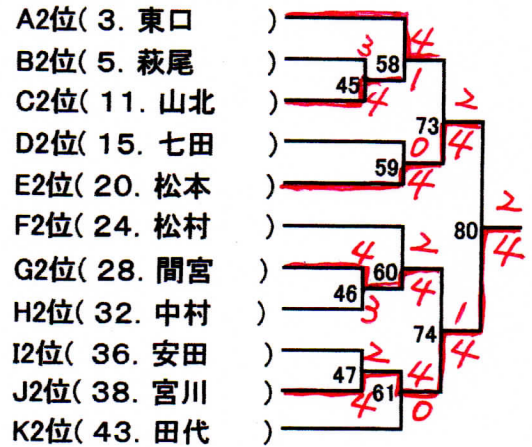 A2位( 3. 東口 )
B2位( 5. 萩尾 )
C2位( 11. 山北 )
D2位( 15. 七田 )
E2位( 20. 松本 )
F2位( 24. 松村 )
G2位( 28. 間宮 )
H2位( 32. 中村 )
I2位( 36. 安田 )
J2位( 38. 宮川 )
K2位( 43. 田代 )
3 45 4
4 58 1
0 59 4
2 73 4
4 46 3
2 60 4
2 47 4
4 61 0
1 74 4
2 80 4